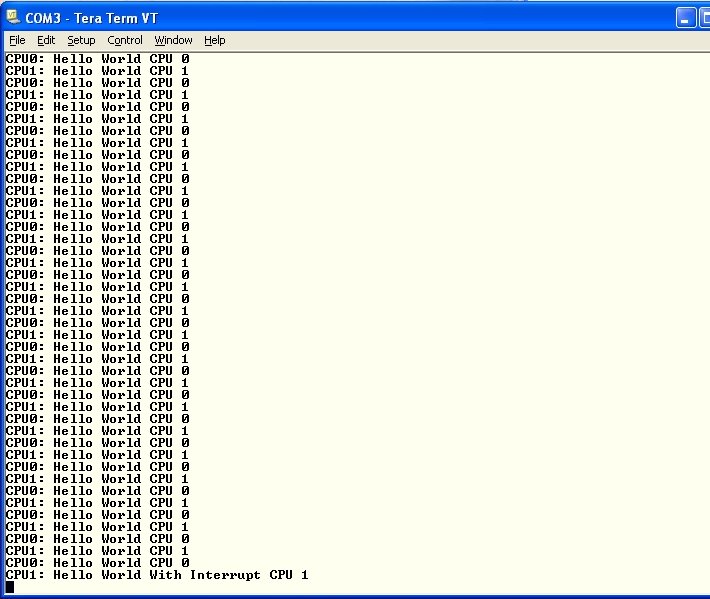 COM3 - Tera Term VT
File Edit Setup Control Window Help
CPU0: Hello World CPU 0
CPU1: Hello World CPU 1
CPU0: Hello World CPU 0
CPU1: Hello World CPU 1
CPU0: Hello World CPU 0
CPU1: Hello World CPU 1
CPU0: Hello World CPU 0
CPU1: Hello World CPU 1
CPU0: Hello World CPU 0
CPU1: Hello World CPU 1
CPU0: Hello World CPU 0
CPU1: Hello World CPU 1
CPU0: Hello World CPU 0
CPU1: Hello World CPU 1
CPU0: Hello World CPU 0
CPU1: Hello World CPU 1
CPU0: Hello World CPU 0
CPU1: Hello World CPU 1
CPU0: Hello World CPU 0
CPU1: Hello World CPU 1
CPU0: Hello World CPU 0
CPU1: Hello World CPU 1
CPU0: Hello World CPU 0
CPU1: Hello World CPU 1
CPU0: Hello World CPU 0
CPU1: Hello World CPU 1
CPU0: Hello World CPU 0
CPU1: Hello World CPU 1
CPU0: Hello World CPU 0
CPU1: Hello World CPU 1
CPU0: Hello World CPU 0
CPU1: Hello World CPU 1
CPU0: Hello World CPU 0
CPU1: Hello World CPU 1
CPU0: Hello World CPU 0
CPU1: Hello World CPU 1
CPU0: Hello World CPU 0
CPU1: Hello World CPU 1
CPU0: Hello World CPU 0
CPU1: Hello World CPU 1
CPU0: Hello World CPU 0
CPU1: Hello World CPU 1
CPU0: Hello World CPU 0
CPU1: Hello World With Interrupt CPU 1